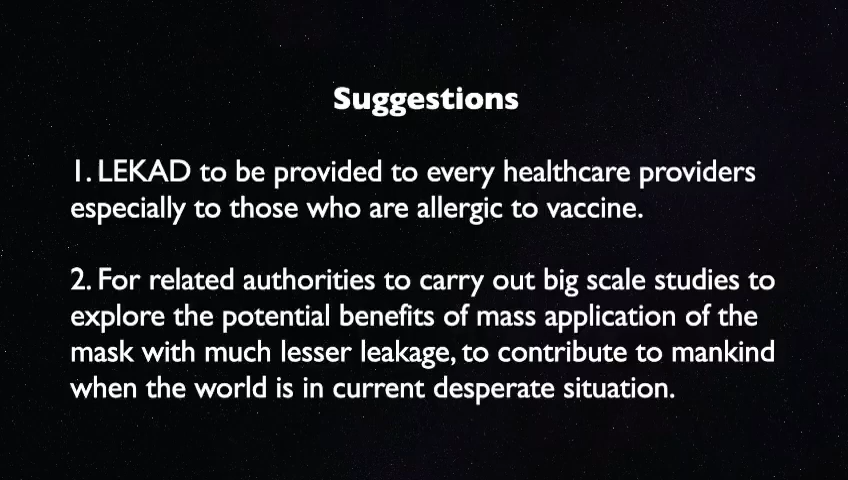 Suggestions
1. LEKAD to be provided to every healthcare providers
especially to those who are allergic to vaccine.
2. For related authorities to carry out big scale studies to
explore the potential benefits of mass application of the
mask with much lesser leakage, to contribute to mankind
when the world is in current desperate situation.